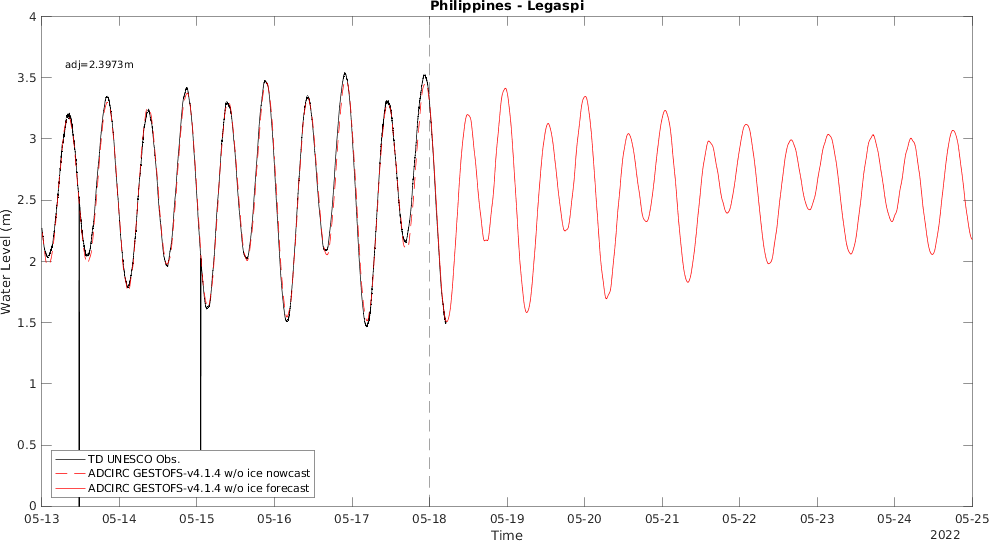 Philippines - Legaspi
4
adj=2.3973m
3.5
3
2.5
2
1.5
1
0.5
0
Water Level (m)
TD UNESCO Obs.
ADCIRC GESTOFS-v4.1.4 w/o ice nowcast
ADCIRC GESTOFS-v4.1.4 w/o ice forecast
05-13 05-14 05-15 05-16 05-17 05-18 05-19 05-20 05-21 05-22 05-23 05-24 05-25
Time
2022